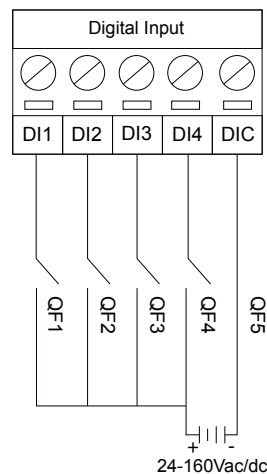 Digital Input
DI1 DI2 DI3 DI4 DIC
QF1 QF2 QF3 QF4 QF5
+ -
24-160Vac/dc